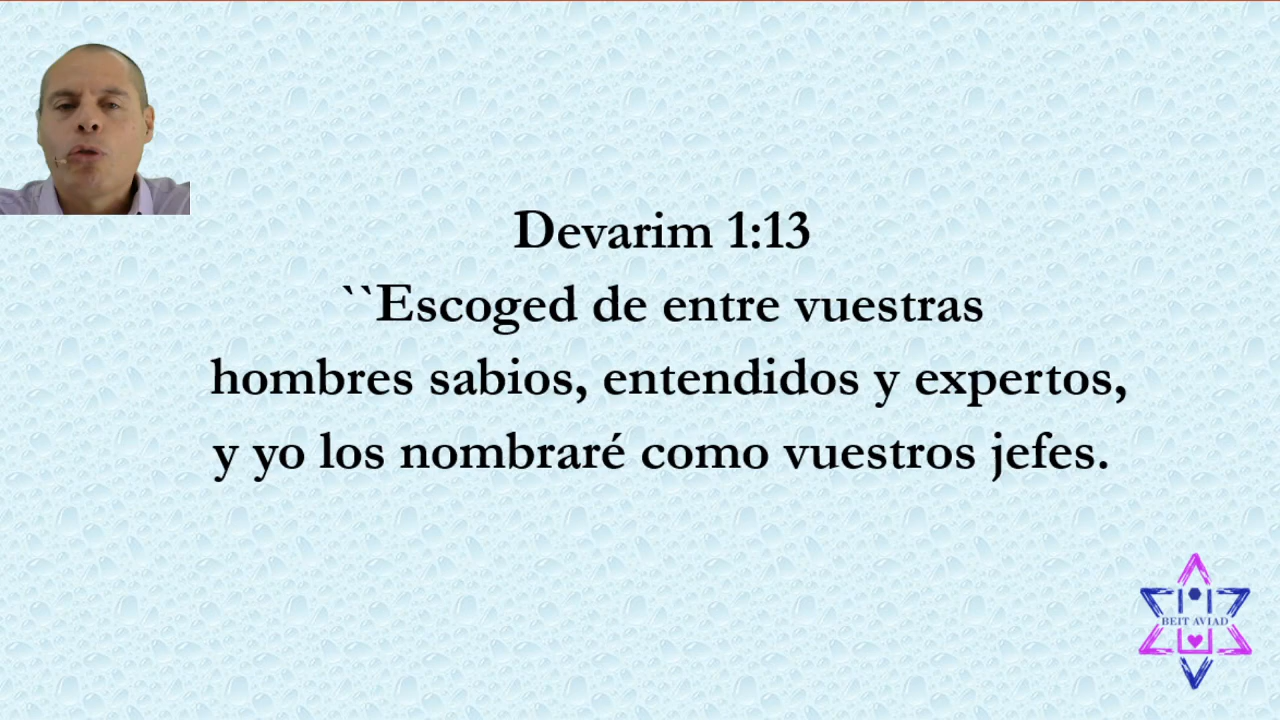 Devarim 1:13
``Escoged de entre vuestras
hombres sabios, entendidos y expertos,
y yo los nombraré como vuestros jefes.
BEIT AVIAD